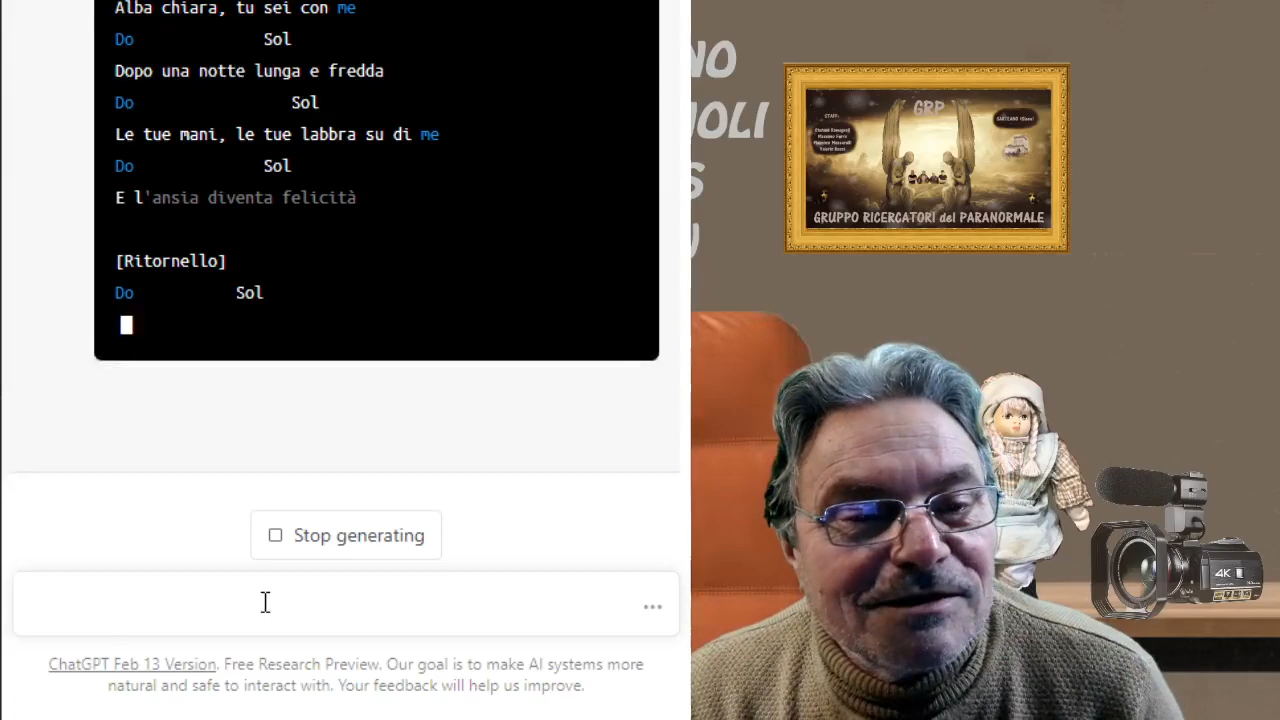 Alba chiara, tu sei con me
Do Sol
Dopo una notte lunga e fredda
Do Sol
Le tue mani, le tue labbra su di me
Do Sol
E l'ansia diventa felicità
[Ritornello]
Do Sol
Stop generating
ChatGPT Feb 13 Version. Free Research Preview. Our goal is to make AI systems more
natural and safe to interact with. Your feedback will help us improve.
NO
OLI
S
GRP
STAFF:
GRUPPO RICERCATORI del PARANORMALE
4K